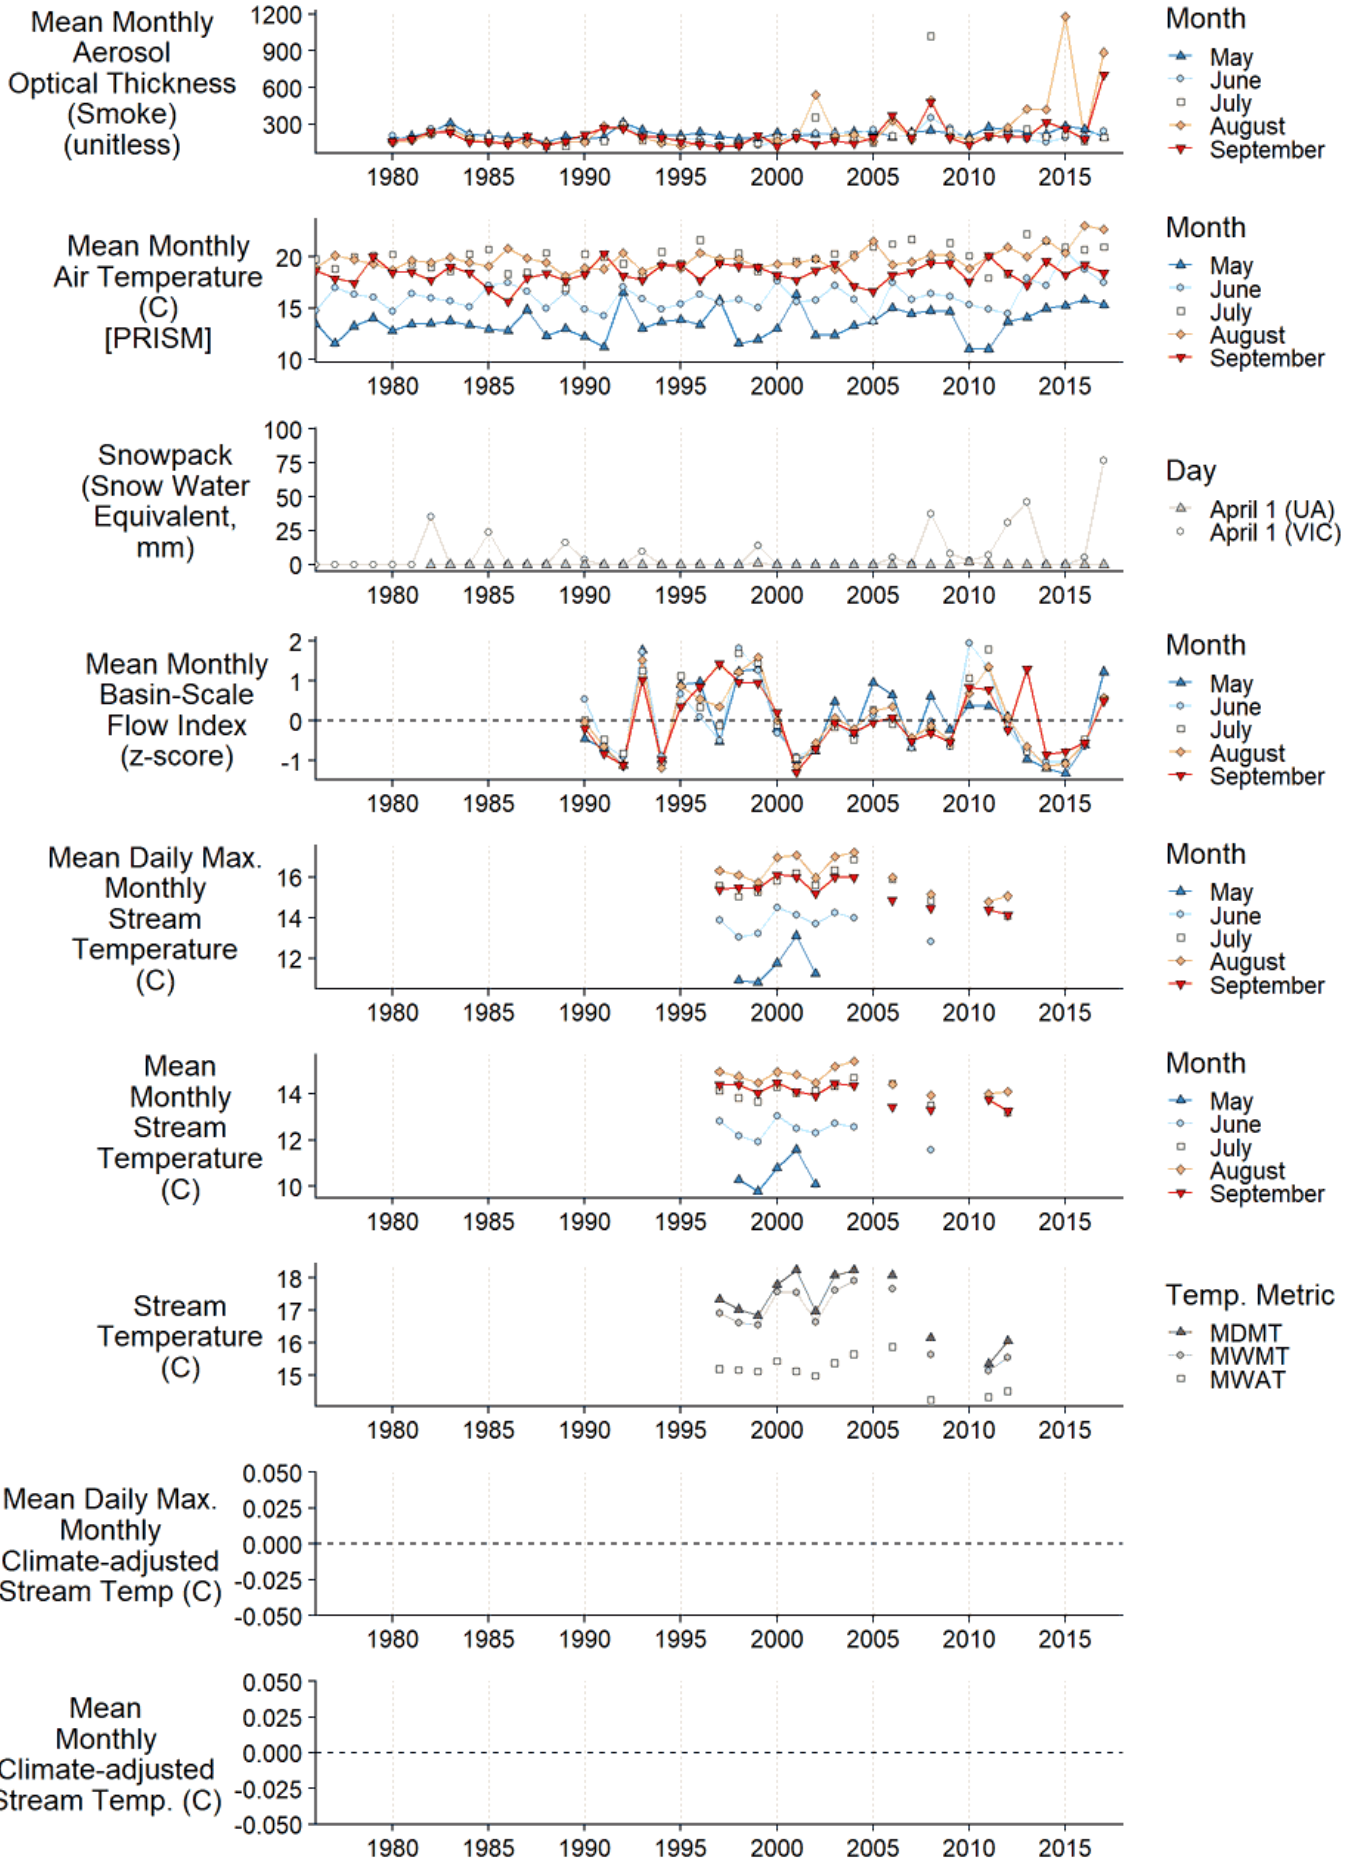 Mean Monthly
Aerosol
Optical Thickness
(Smoke)
(unitless)
1200
900
600
300
1980 1985 1990 1995 2000 2005 2010 2015
Month
May
June
July
August
September
Mean Monthly
Air Temperature
(C)
[PRISM]
20
15
10
1980 1985 1990 1995 2000 2005 2010 2015
Month
May
June
July
August
September
Snowpack
(Snow Water
Equivalent,
mm)
100
75
50
25
0
1980 1985 1990 1995 2000 2005 2010 2015
Day
April 1 (UA)
April 1 (VIC)
Mean Monthly
Basin-Scale
Flow Index
(z-score)
2
1
0
-1
1980 1985 1990 1995 2000 2005 2010 2015
Month
May
June
July
August
September
Mean Daily Max.
Monthly
Stream
Temperature
(C)
16
14
12
1980 1985 1990 1995 2000 2005 2010 2015
Month
May
June
July
August
September
Mean
Monthly
Stream
Temperature
(C)
14
12
10
1980 1985 1990 1995 2000 2005 2010 2015
Month
May
June
July
August
September
Stream
Temperature
(C)
18
17
16
15
1980 1985 1990 1995 2000 2005 2010 2015
Temp. Metric
MDMT
MWMT
MWAT
Mean Daily Max.
Monthly
Climate-adjusted
Stream Temp (C)
0.050
0.025
0.000
-0.025
-0.050
1980 1985 1990 1995 2000 2005 2010 2015
Mean
Monthly
Climate-adjusted
Stream Temp. (C)
0.050
0.025
0.000
-0.025
-0.050
1980 1985 1990 1995 2000 2005 2010 2015